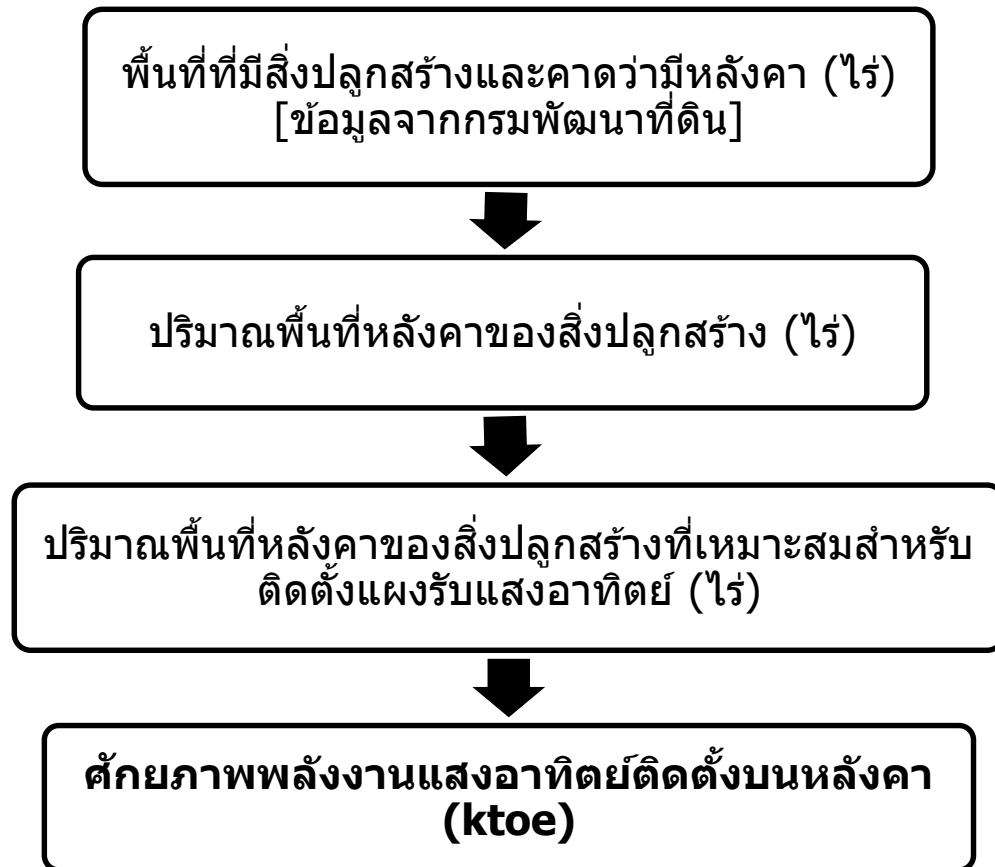 พื้นที่ที่มีสิ่งปลูกสร้างและคาดว่ามีหลังคา (ไร่)
[ข้อมูลจากกรมพัฒนาที่ดิน]
ปริมาณพื้นที่หลังคาของสิ่งปลูกสร้าง (ไร่)
ปริมาณพื้นที่หลังคาของสิ่งปลูกสร้างที่เหมาะสมสำหรับ
ติดตั้งแผงรับแสงอาทิตย์ (ไร่)
ศักยภาพพลังงานแสงอาทิตย์ติดตั้งบนหลังคา
(ktoe)